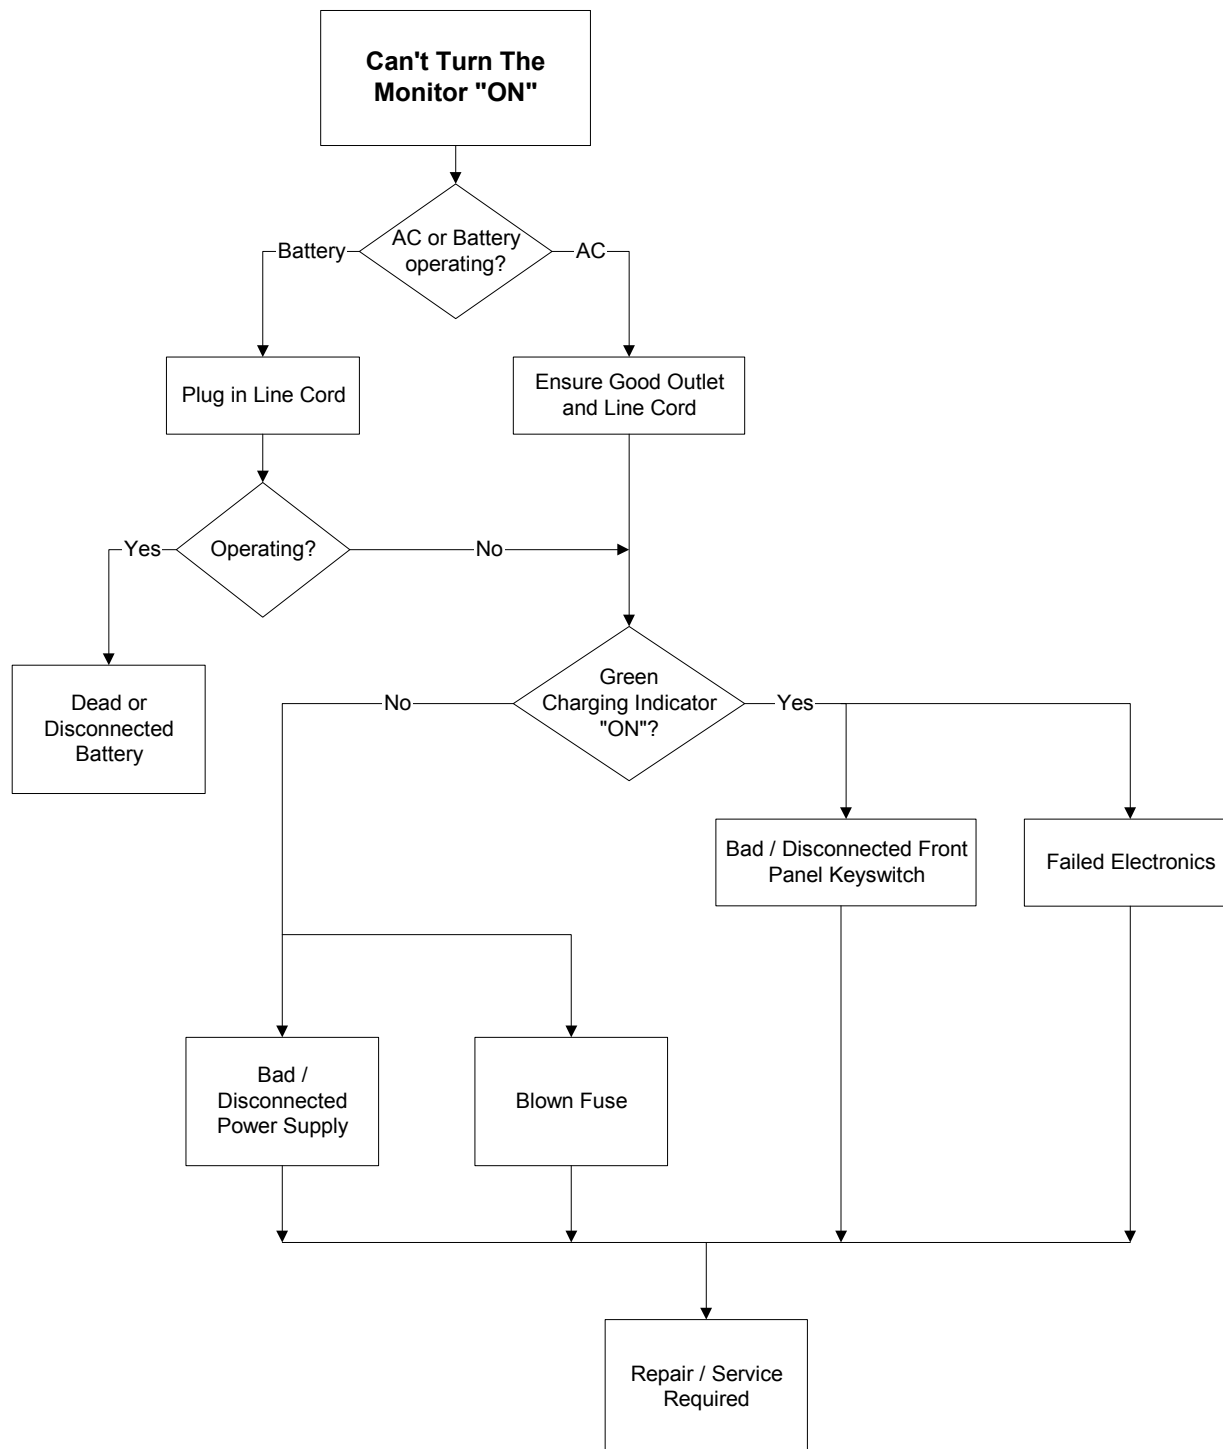 Can't Turn The
Monitor "ON"
AC or Battery
operating?
Battery
AC
Plug in Line Cord
Ensure Good Outlet
and Line Cord
Operating?
Yes
No
Dead or
Disconnected
Battery
Green
Charging Indicator
"ON"?
No
Yes
Bad / Disconnected Front
Panel Keyswitch
Failed Electronics
Bad /
Disconnected
Power Supply
Blown Fuse
Repair / Service
Required